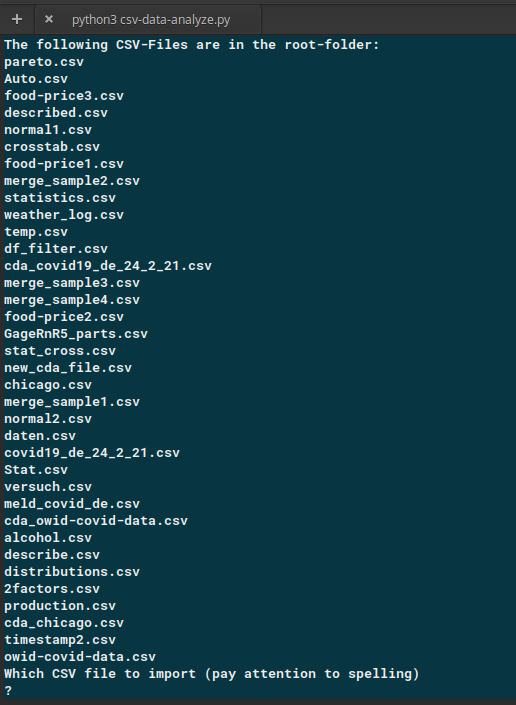 + × python3 csv-data-analyze.py
The following CSV-Files are in the root-folder:
pareto.csv
Auto.csv
food-price3.csv
described.csv
normal1.csv
crosstab.csv
food-price1.csv
merge_sample2.csv
statistics.csv
weather_log.csv
temp.csv
df_filter.csv
cda_covid19_de_24_2_21.csv
merge_sample3.csv
merge_sample4.csv
food-price2.csv
GageRnR5_parts.csv
stat_cross.csv
new_cda_file.csv
chicago.csv
merge_sample1.csv
normal2.csv
daten.csv
covid19_de_24_2_21.csv
Stat.csv
versuch.csv
meld_covid_de.csv
cda_owid-covid-data.csv
alcohol.csv
describe.csv
distributions.csv
2factors.csv
production.csv
cda_chicago.csv
timestamp2.csv
owid-covid-data.csv
Which CSV file to import (pay attention to spelling)
?